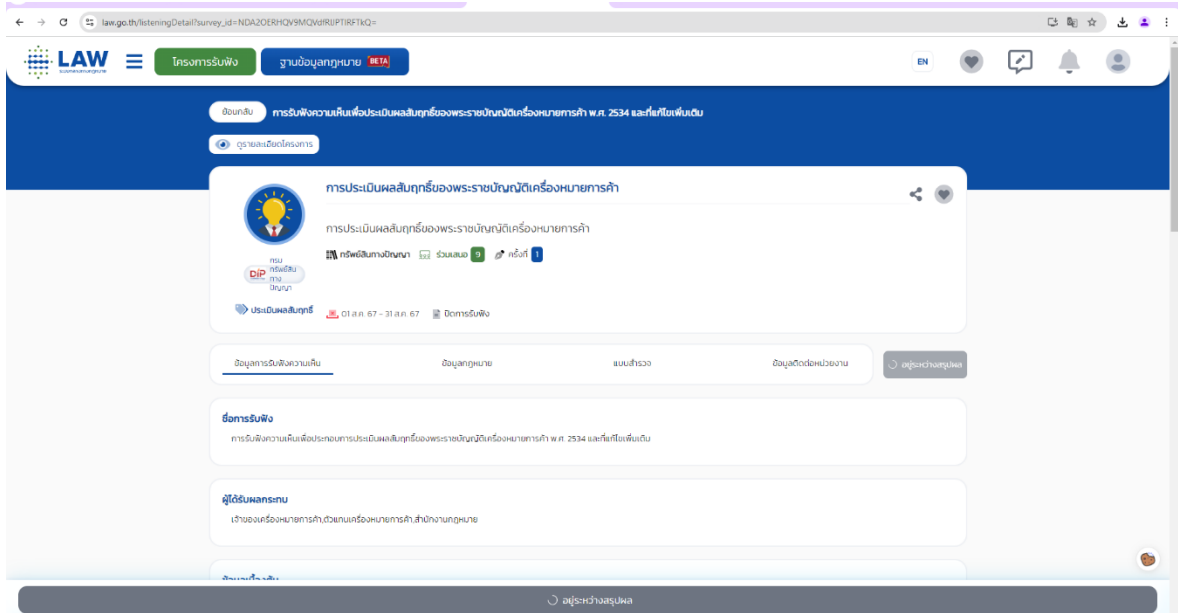 law.go.th/listeningDetail?survey_id=NDA2OERHQV9MQVdfRlJPTlRFTkQ=
LAW
โครงการรับฟัง
ฐานข้อมูลกฎหมาย BETA
EN
ย้อนกลับ การรับฟังความเห็นเพื่อประเมินผลสัมฤทธิ์ของพระราชบัญญัติเครื่องหมายการค้า พ.ศ. 2534 และที่แก้ไขเพิ่มเติม
ดูรายละเอียดโครงการ
การประเมินผลสัมฤทธิ์ของพระราชบัญญัติเครื่องหมายการค้า
การประเมินผลสัมฤทธิ์ของพระราชบัญญัติเครื่องหมายการค้า
ทรัพย์สินทางปัญญา ร่วมเสนอ 9 ครั้งที่ 1
DIP
กรม
ทรัพย์สิน
ทาง
ปัญญา
ประเมินผลสัมฤทธิ์ 01 ส.ค. 67 - 31 ส.ค. 67 ปิดการรับฟัง
ข้อมูลการรับฟังความเห็น ข้อมูลกฎหมาย แบบสำรวจ ข้อมูลติดต่อหน่วยงาน อยู่ระหว่างสรุปผล
ชื่อการรับฟัง
การรับฟังความเห็นเพื่อประกอบการประเมินผลสัมฤทธิ์ของพระราชบัญญัติเครื่องหมายการค้า พ.ศ. 2534 และที่แก้ไขเพิ่มเติม
ผู้ได้รับผลกระทบ
เจ้าของเครื่องหมายการค้า,ตัวแทนเครื่องหมายการค้า,สำนักงานกฎหมาย
อยู่ระหว่างสรุปผล